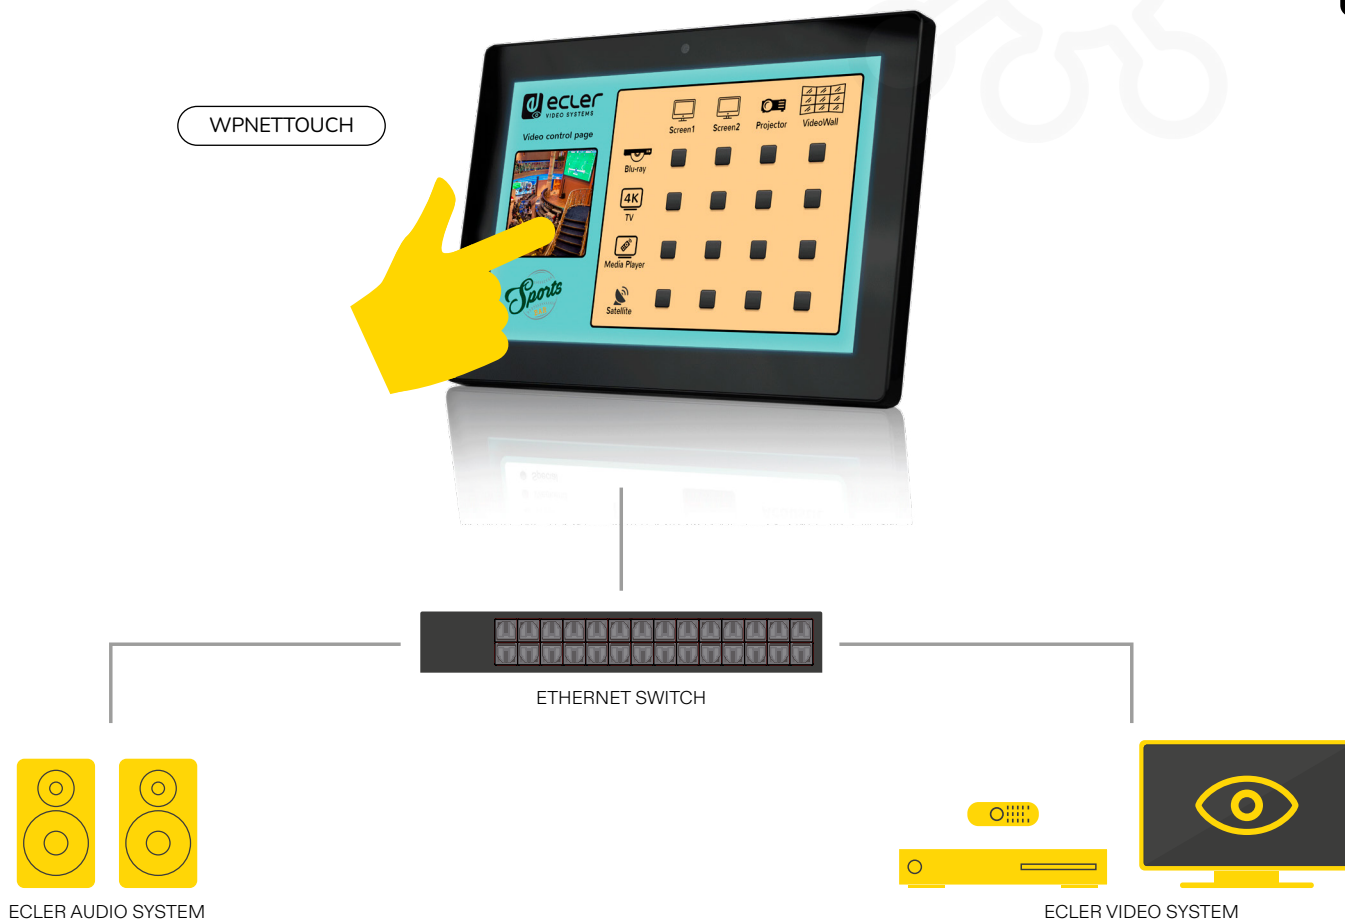 WPNETTOUCH
ecler
VIDEO SYSTEMS
Video control page
Screen1 Screen2 Projector VideoWall
Blu-ray
4K
TV
Media Player
Satellite
Sports
ETHERNET SWITCH
ECLER AUDIO SYSTEM
ECLER VIDEO SYSTEM